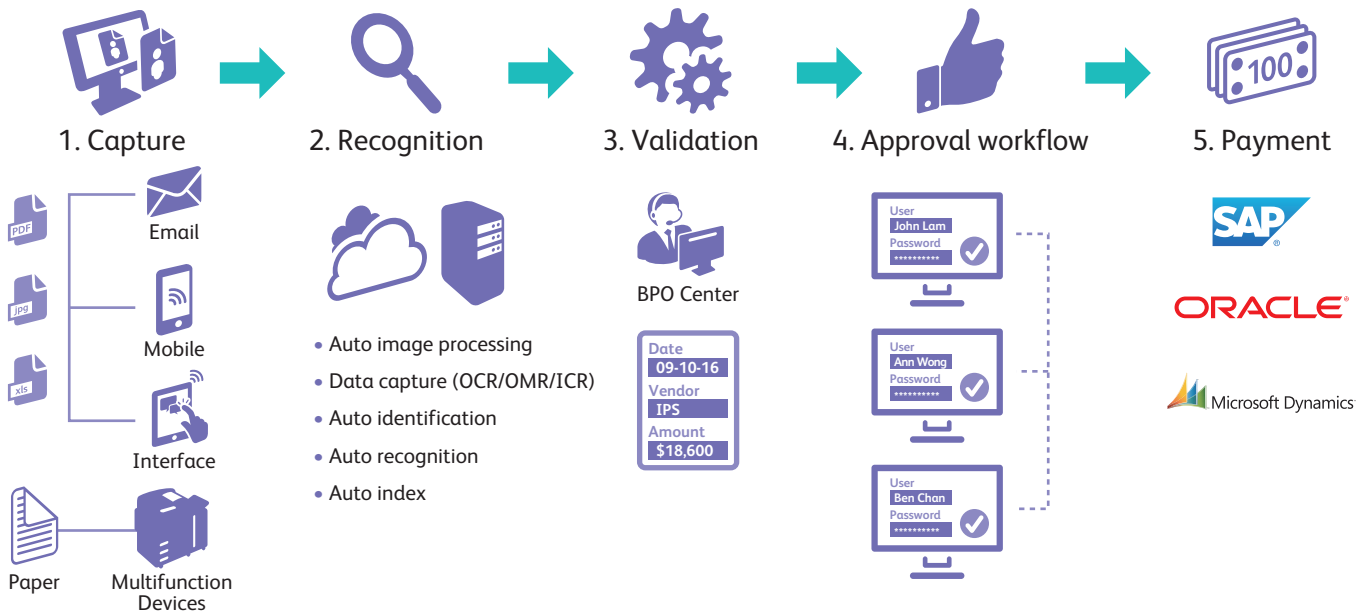 1. Capture
2. Recognition
3. Validation
4. Approval workflow
5. Payment
100
PDF
Email
jpg
Mobile
xls
Interface
Paper
Multifunction
Devices
• Auto image processing
• Data capture (OCR/OMR/ICR)
• Auto identification
• Auto recognition
• Auto index
BPO Center
Date
09-10-16
Vendor
IPS
Amount
$18,600
User
John Lam
Password
**********
User
Ann Wong
Password
**********
User
Ben Chan
Password
**********
SAP®
ORACLE®
Microsoft Dynamics